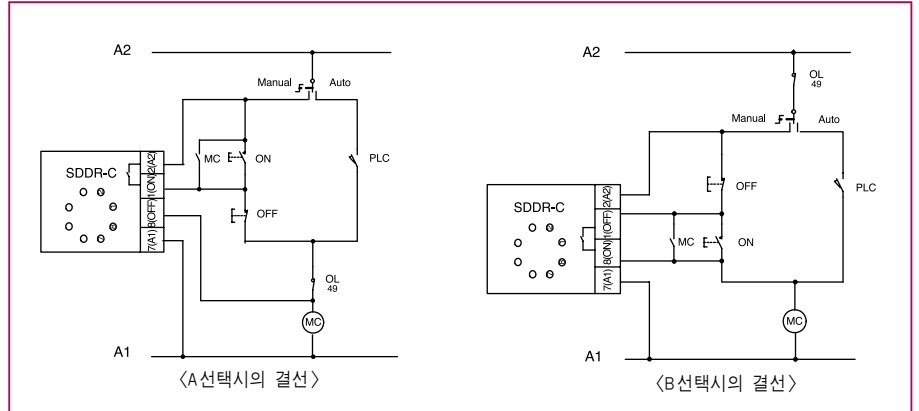 A2
Manual
Auto
MC
ON
PLC
SDDR-C
2(A2)
1(ON)
8(OFF)
7(A1)
OFF
OL
49
MC
A1
〈A선택시의 결선〉
A2
OL
49
Manual
Auto
PLC
OFF
SDDR-C
2(A2)
1(OFF)
8(ON)
7(A1)
MC
ON
MC
A1
〈B선택시의 결선〉